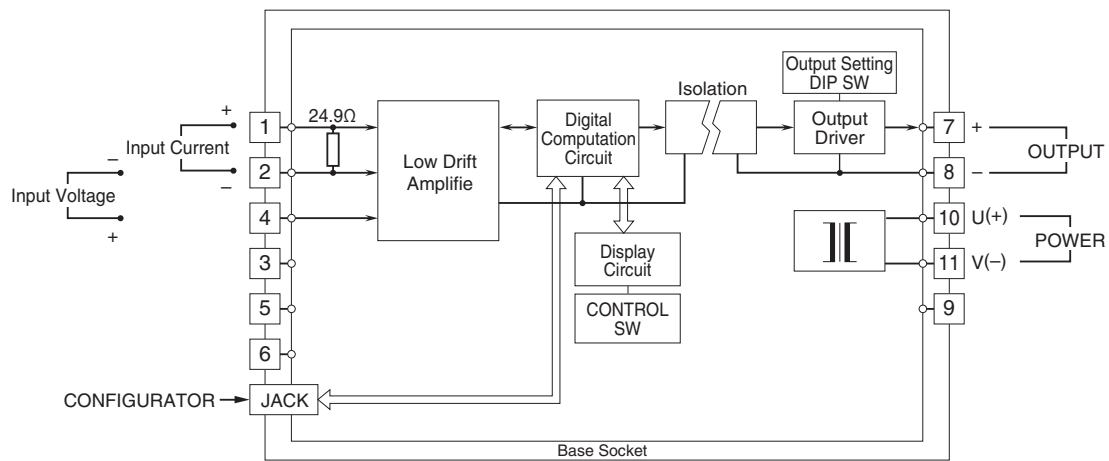 Output Setting
DIP SW
Isolation
+
1
24.9Ω
Input Current
Low Drift
Amplifie
Digital
Computation
Circuit
Output
Driver
7
+
OUTPUT
–
2
–
8
–
Input Voltage
+
4
10
U(+)
POWER
3
Display
Circuit
11
V(–)
5
CONTROL
SW
9
6
CONFIGURATOR
JACK
Base Socket